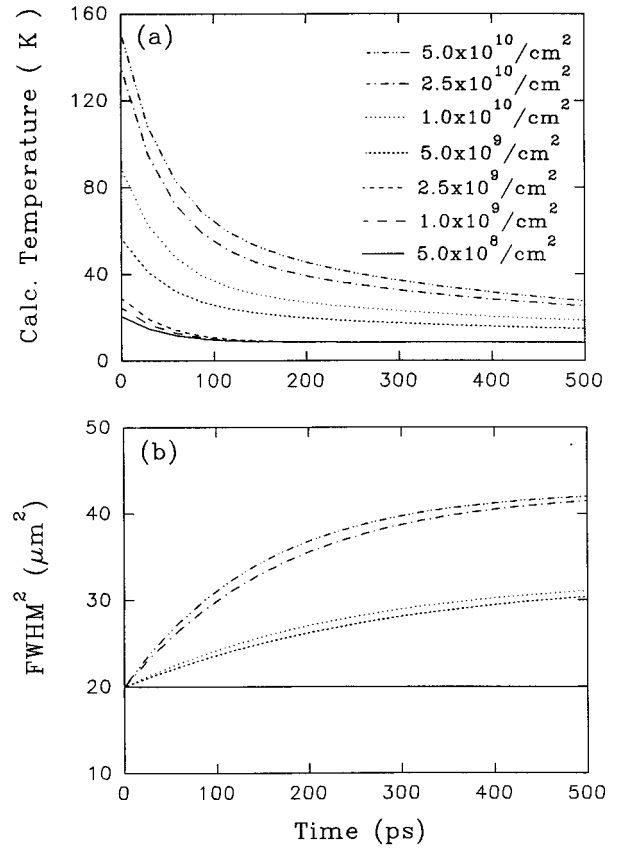 160
(a)
5.0x10^10/cm^2
2.5x10^10/cm^2
120
1.0x10^10/cm^2
5.0x10^9/cm^2
80
2.5x10^9/cm^2
1.0x10^9/cm^2
40
5.0x10^8/cm^2
0
Calc. Temperature ( K )
0 100 200 300 400 500
50
(b)
40
30
20
10
FWHM^2 (μm^2)
0 100 200 300 400 500
Time (ps)